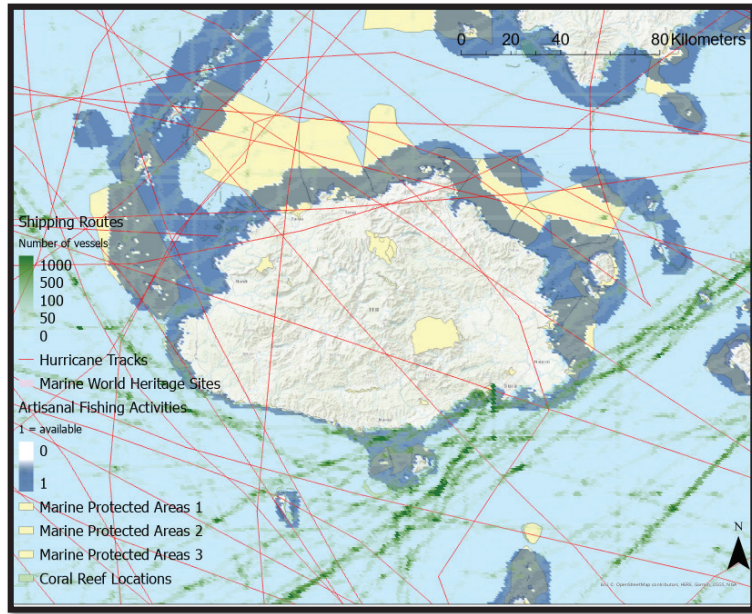 0 20 40 80 Kilometers
Shipping Routes
Number of vessels
1000
500
100
50
0
Hurricane Tracks
Marine World Heritage Sites
Artisanal Fishing Activities
1 = available
0
1
Marine Protected Areas 1
Marine Protected Areas 2
Marine Protected Areas 3
Coral Reef Locations
Suva
N